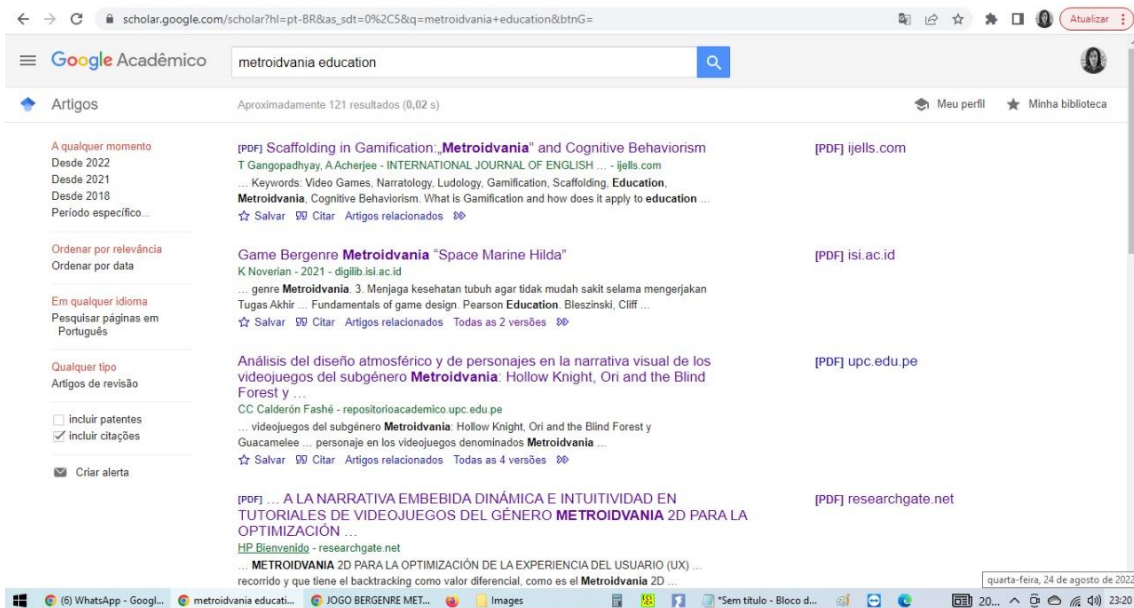 scholar.google.com/scholar?hl=pt-BR&as_sdt=0%2C5&q=metroidvania+education&btnG=
Atualizar
Google Acadêmico
metroidvania education
Artigos
Aproximadamente 121 resultados (0,02 s)
Meu perfil
Minha biblioteca
A qualquer momento
Desde 2022
Desde 2021
Desde 2018
Período específico...
Ordenar por relevância
Ordenar por data
Em qualquer idioma
Pesquisar páginas em
Português
Qualquer tipo
Artigos de revisão
incluir patentes
incluir citações
Criar alerta
[PDF] Scaffolding in Gamification:„Metroidvania" and Cognitive Behaviorism
[PDF] ijells.com
T Gangopadhyay, A Acherjee - INTERNATIONAL JOURNAL OF ENGLISH ... - ijells.com
... Keywords: Video Games, Narratology, Ludology, Gamification, Scaffolding, Education,
Metroidvania, Cognitive Behaviorism. What is Gamification and how does it apply to education ...
Salvar Citar Artigos relacionados
Game Bergenre Metroidvania "Space Marine Hilda"
[PDF] isi.ac.id
K Noverian - 2021 - digilib.isi.ac.id
... genre Metroidvania. 3. Menjaga kesehatan tubuh agar tidak mudah sakit selama mengerjakan
Tugas Akhir ... Fundamentals of game design. Pearson Education. Bleszinski, Cliff ...
Salvar Citar Artigos relacionados Todas as 2 versões
Análisis del diseño atmosférico y de personajes en la narrativa visual de los
videojuegos del subgénero Metroidvania: Hollow Knight, Ori and the Blind
Forest y ...
[PDF] upc.edu.pe
CC Calderón Fashé - repositorioacademico.upc.edu.pe
... videojuegos del subgénero Metroidvania: Hollow Knight, Ori and the Blind Forest y
Guacamelee ... personaje en los videojuegos denominados Metroidvania ...
Salvar Citar Artigos relacionados Todas as 4 versões
[PDF] ... A LA NARRATIVA EMBEBIDA DINÁMICA E INTUITIVIDAD EN
TUTORIALES DE VIDEOJUEGOS DEL GÉNERO METROIDVANIA 2D PARA LA
OPTIMIZACIÓN ...
[PDF] researchgate.net
HP Bienvenido - researchgate.net
... METROIDVANIA 2D PARA LA OPTIMIZACIÓN DE LA EXPERIENCIA DEL USUARIO (UX) ...
recorrido y que tiene el backtracking como valor diferencial, como es el Metroidvania 2D ...
quarta-feira, 24 de agosto de 2022
(6) WhatsApp - Googl...
metroidvania educati...
JOGO BERGENRE MET...
Images
*Sem título - Bloco d...
20...
23:20